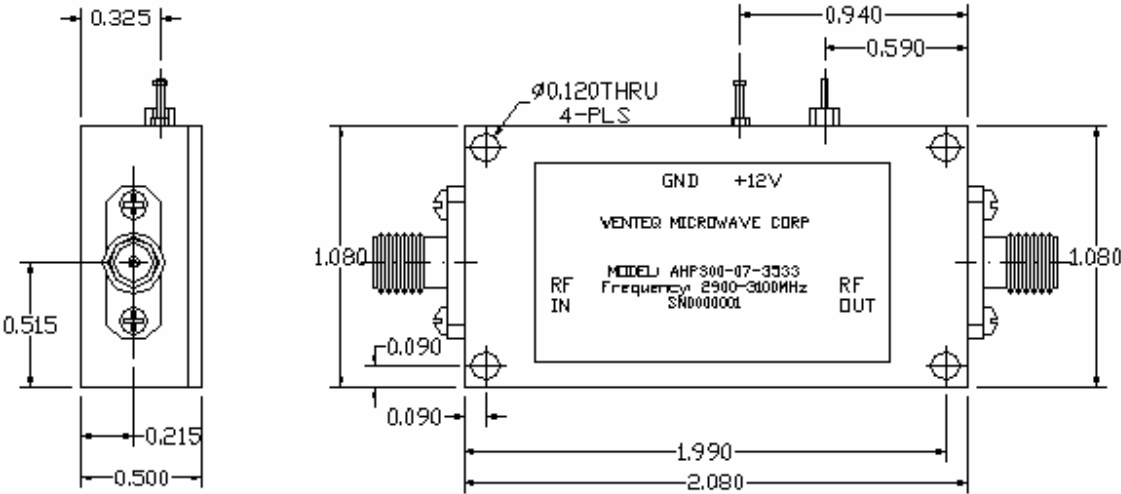 0.325
0.940
0.590
ø0.120THRU
4-PLS
GND +12V
VENTEQ MICROWAVE CORP
1.080
1.080
RF
IN
MODEL: AHP300-07-3533
Frequency: 2900-3100MHz
SN0000001
RF
OUT
0.515
0.090
0.090
0.215
1.990
0.500
2.080